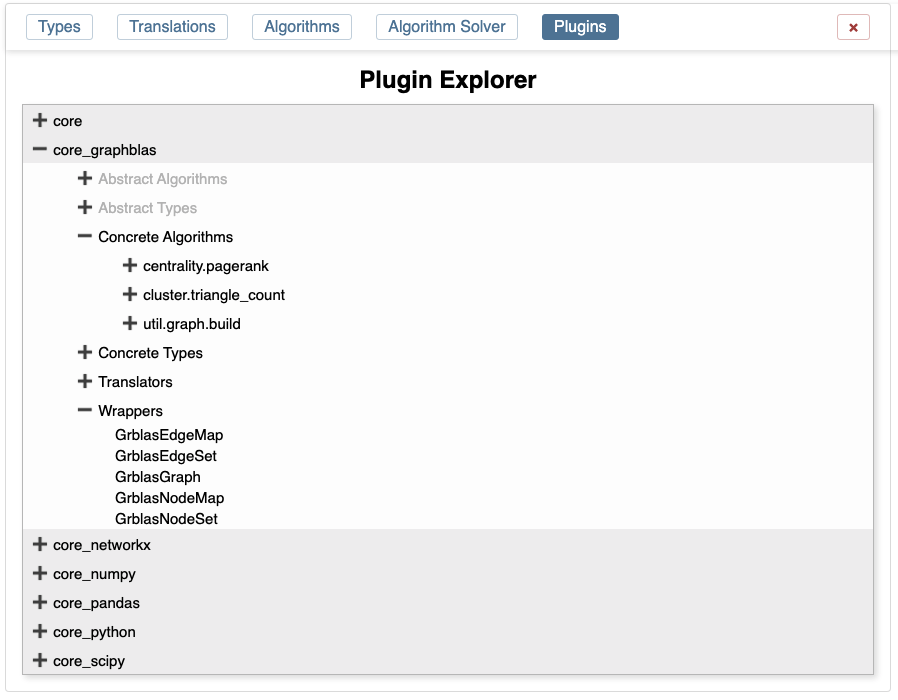 Types Translations Algorithms Algorithm Solver Plugins ×
Plugin Explorer
+ core
− core_graphblas
+ Abstract Algorithms
+ Abstract Types
− Concrete Algorithms
+ centrality.pagerank
+ cluster.triangle_count
+ util.graph.build
+ Concrete Types
+ Translators
− Wrappers
GrblasEdgeMap
GrblasEdgeSet
GrblasGraph
GrblasNodeMap
GrblasNodeSet
+ core_networkx
+ core_numpy
+ core_pandas
+ core_python
+ core_scipy